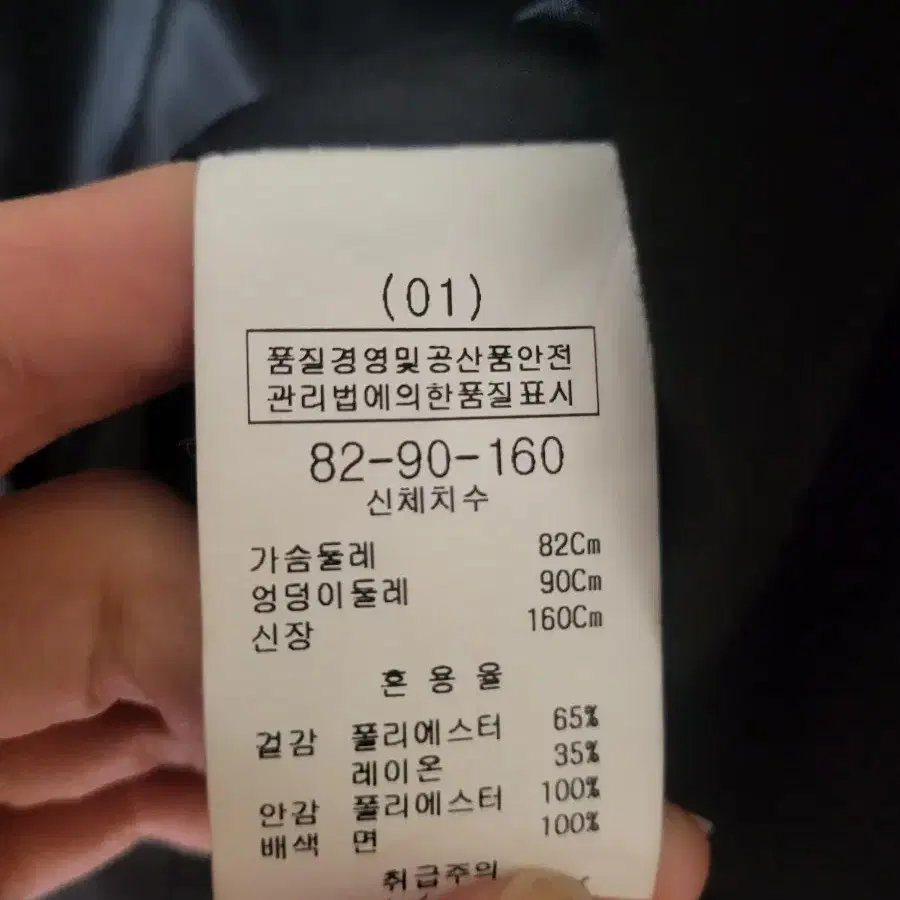 (01)
품질경영및공산품안전
관리법에의한품질표시
82-90-160
신체치수
가슴둘레 82Cm
엉덩이둘레 90Cm
신장 160Cm
혼 용 율
겉감 폴리에스터 65%
레이온 35%
안감 폴리에스터 100%
배색 면 100%
취급주의